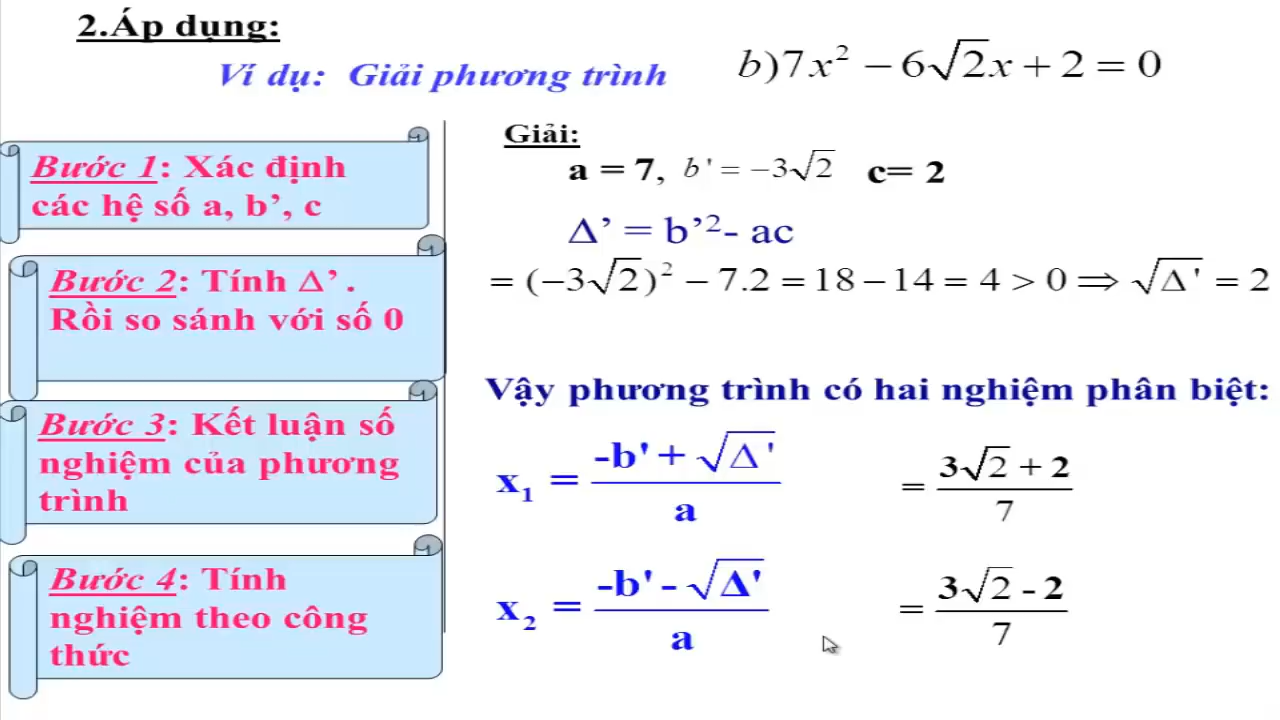 2.Áp dụng:
Ví dụ: Giải phương trình
b)7x² − 6√2x + 2 = 0
Bước 1: Xác định
các hệ số a, b’, c
Bước 2: Tính Δ’ .
Rồi so sánh với số 0
Bước 3: Kết luận số
nghiệm của phương
trình
Bước 4: Tính
nghiệm theo công
thức
Giải:
a = 7, b' = −3√2 c= 2
Δ’ = b’²- ac
= (−3√2)² − 7.2 = 18 − 14 = 4 > 0 ⟹ √Δ' = 2
Vậy phương trình có hai nghiệm phân biệt:
x₁ = (-b' + √Δ')/a = (3√2 + 2)/7
x₂ = (-b' - √Δ')/a = (3√2 - 2)/7